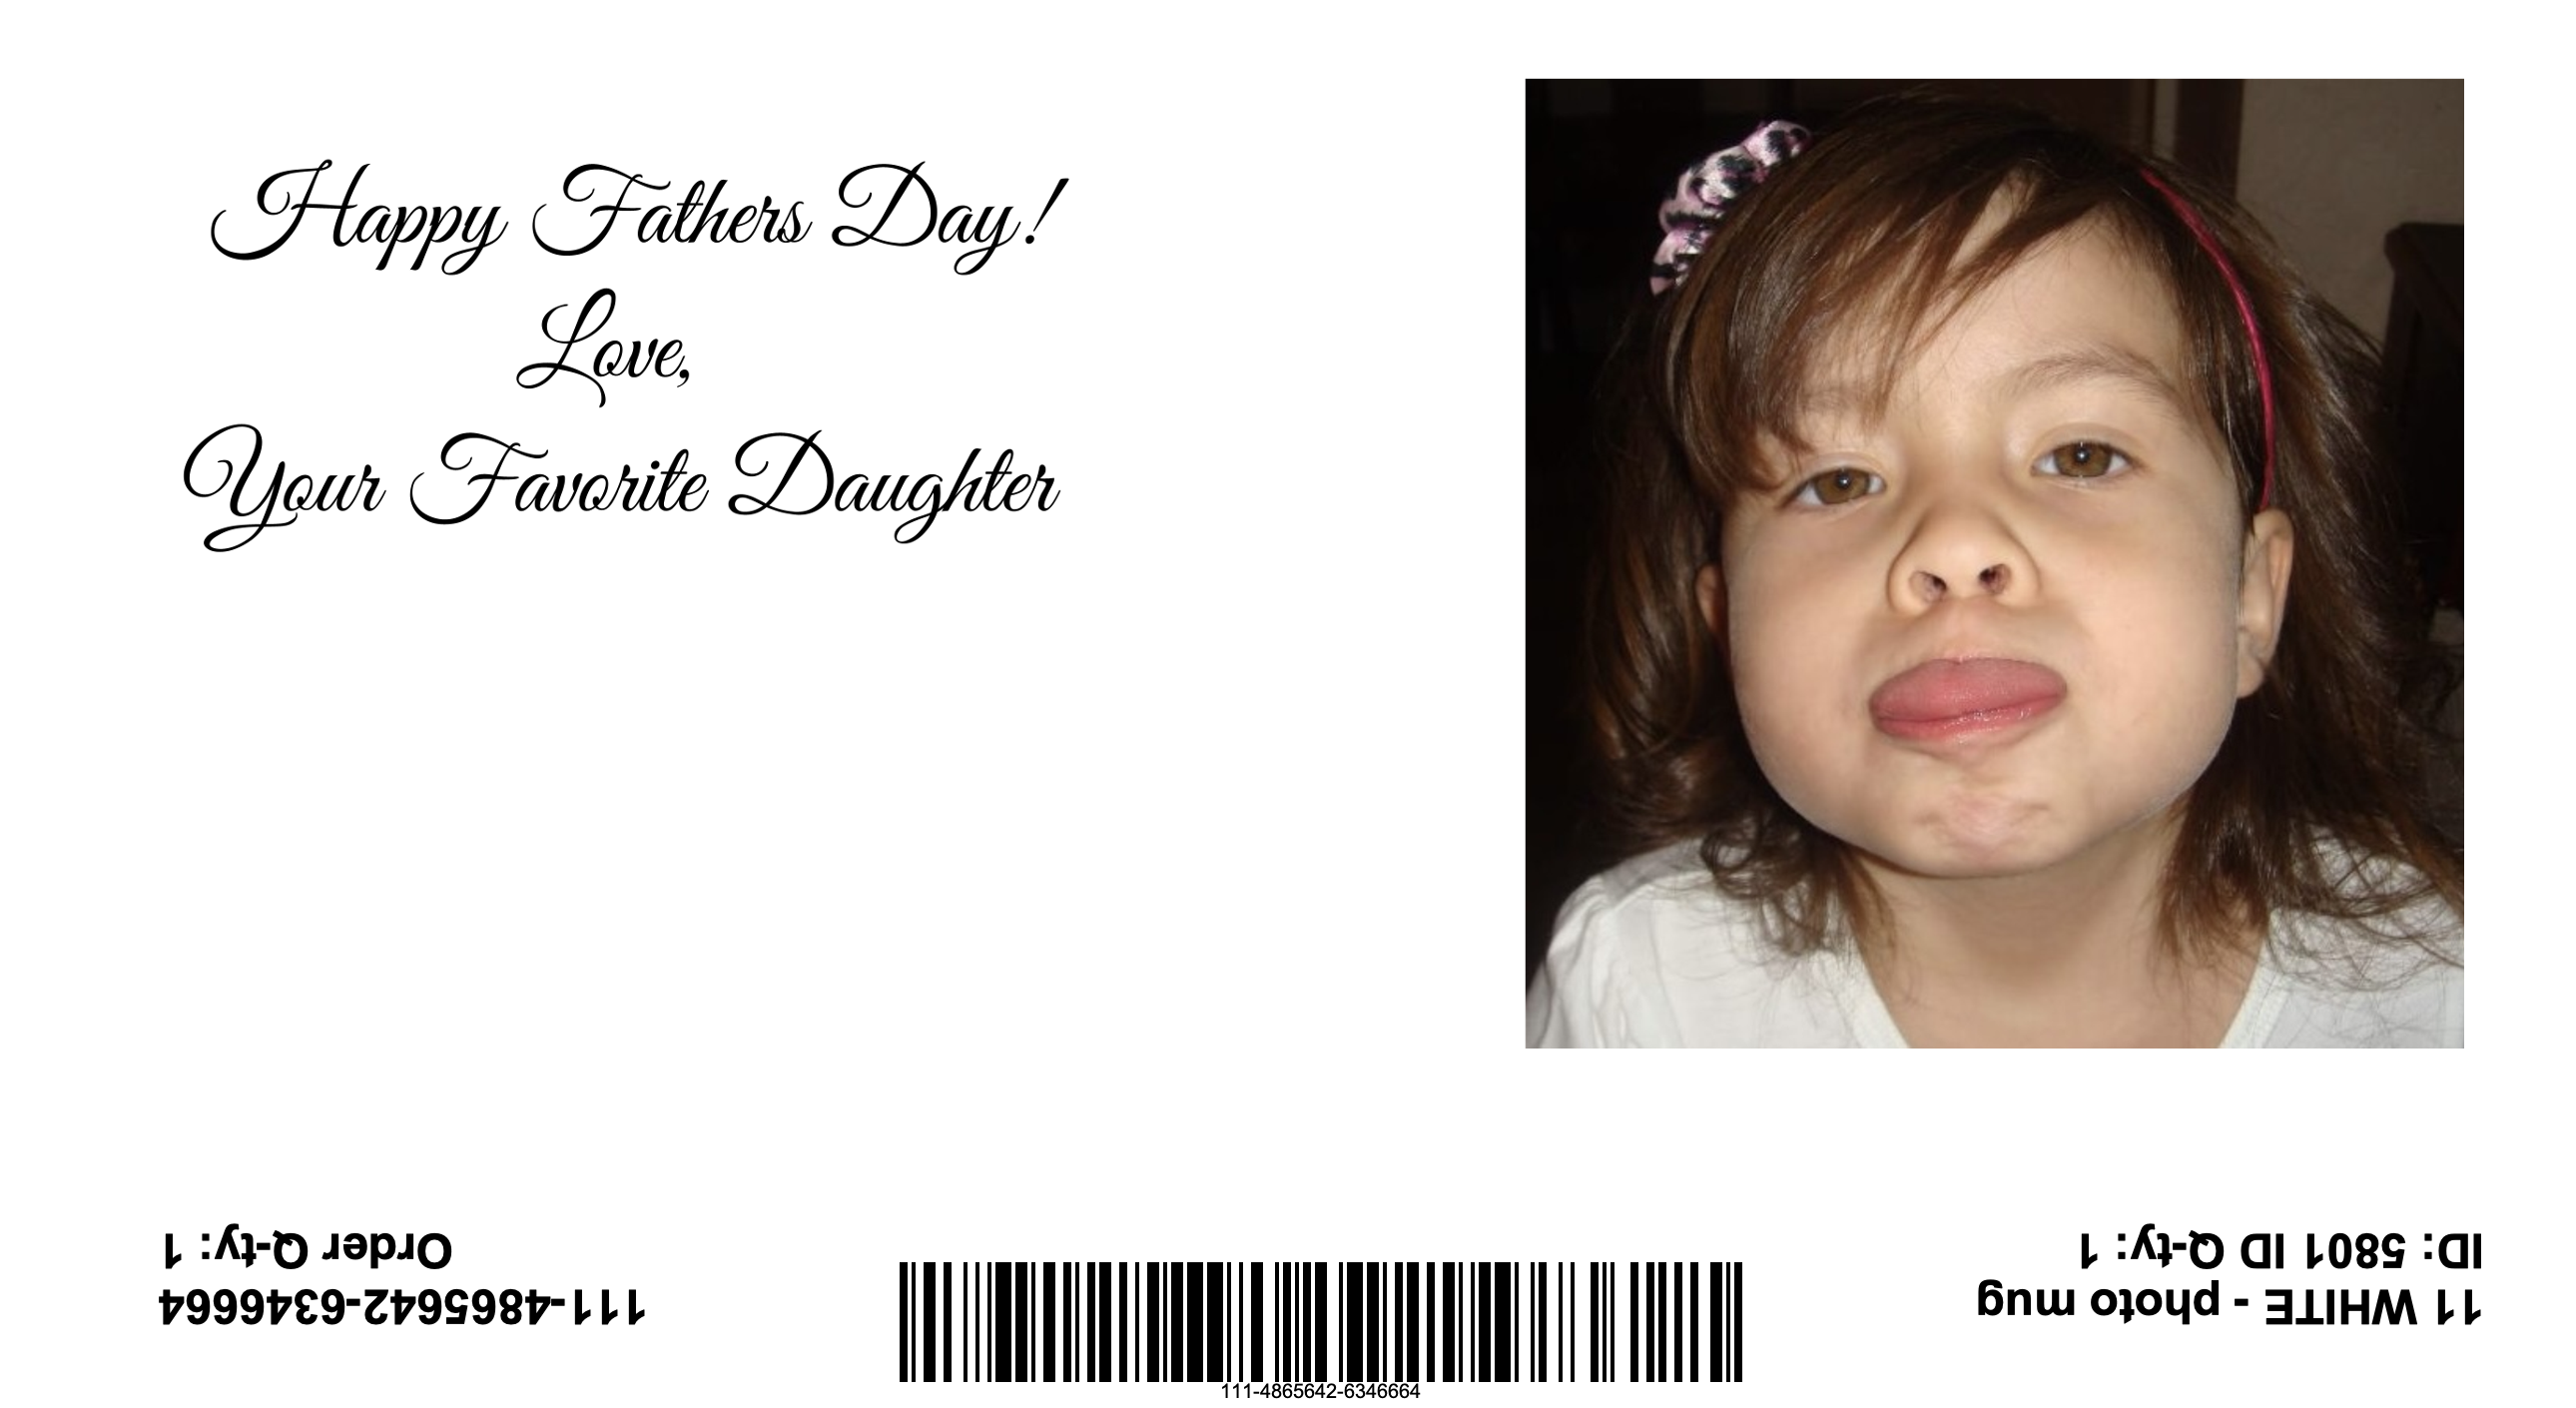 Happy Fathers Day!
Love,
Your Favorite Daughter
111-4865642-6346664
Order Q-ty: 1
111-4865642-6346664
11 WHITE - photo mug
ID: 5801 ID Q-ty: 1